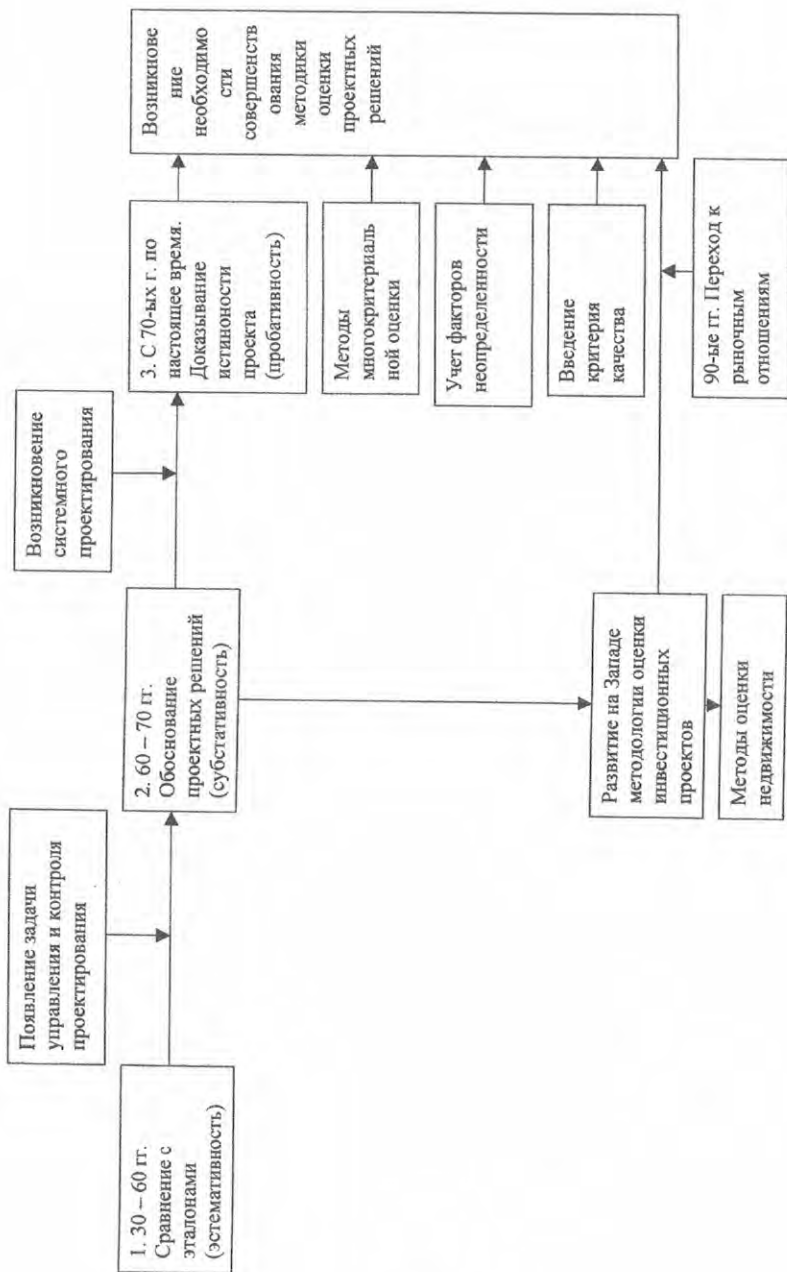 Появление задачи
управления и контроля
проектирования
Возникновение
системного
проектирования
1. 30 – 60 гг.
Сравнение с
эталонами
(эстемативность)
2. 60 – 70 гг.
Обоснование
проектных решений
(субстативность)
3. С 70-ых г. по
настоящее время.
Доказывание
истиноности
проекта
(пробативность)
Возникнове
ние
необходимо
сти
совершенств
ования
методики
оценки
проектных
решений
Методы
многокритериаль
ной оценки
Учет факторов
неопределенности
Введение
критерия
качества
Развитие на Западе
методологии оценки
инвестиционных
проектов
90-ые гг. Переход к
рыночным
отношениям
Методы оценки
недвижимости